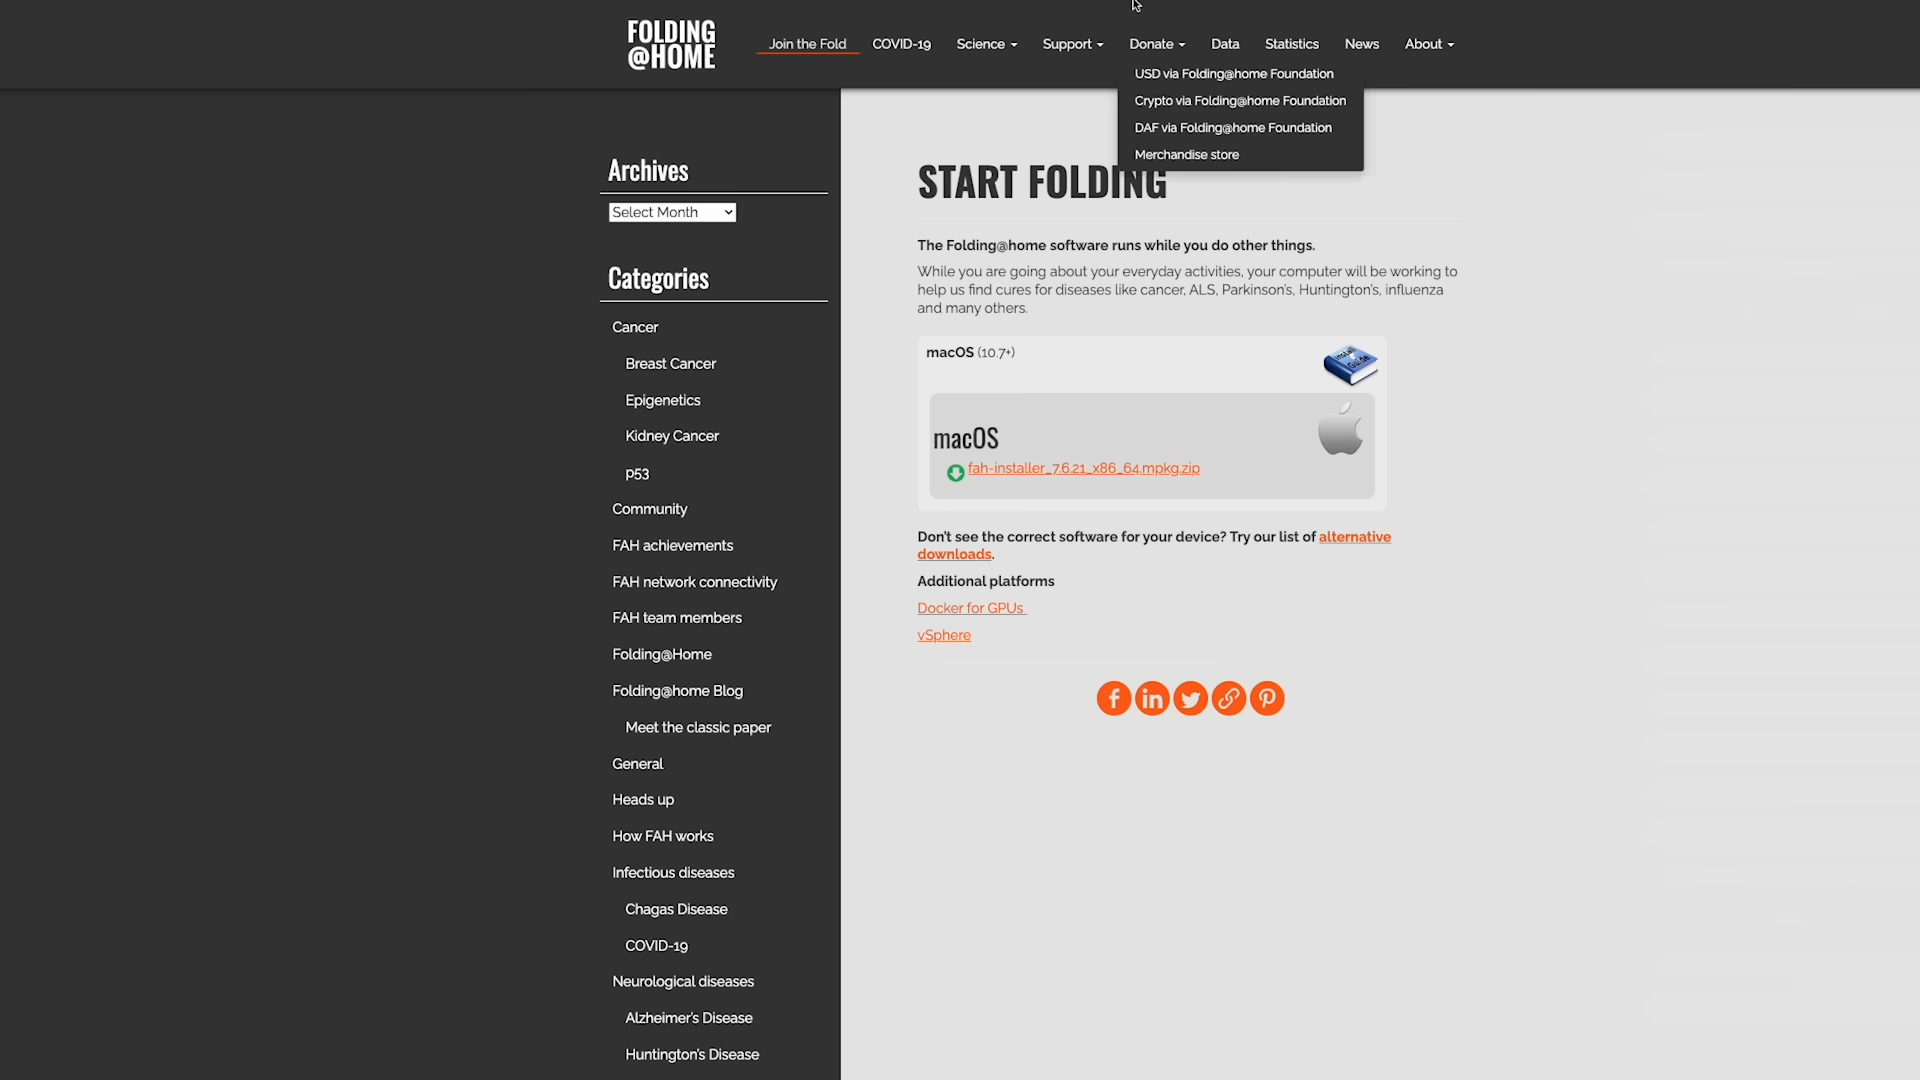 FOLDING
@HOME
Join the Fold
COVID-19
Science
Support
Donate
Data
Statistics
News
About
USD via Folding@home Foundation
Crypto via Folding@home Foundation
DAF via Folding@home Foundation
Merchandise store
Archives
Select Month
Categories
Cancer
Breast Cancer
Epigenetics
Kidney Cancer
p53
Community
FAH achievements
FAH network connectivity
FAH team members
Folding@Home
Folding@home Blog
Meet the classic paper
General
Heads up
How FAH works
Infectious diseases
Chagas Disease
COVID-19
Neurological diseases
Alzheimer's Disease
Huntington's Disease
START FOLDING
The Folding@home software runs while you do other things.
While you are going about your everyday activities, your computer will be working to
help us find cures for diseases like cancer, ALS, Parkinson's, Huntington's, influenza
and many others.
macOS (10.7+)
Install
Guide
macOS
fah-installer_7.6.21_x86_64.mpkg.zip
Don't see the correct software for your device? Try our list of alternative
downloads.
Additional platforms
Docker for GPUs
vSphere